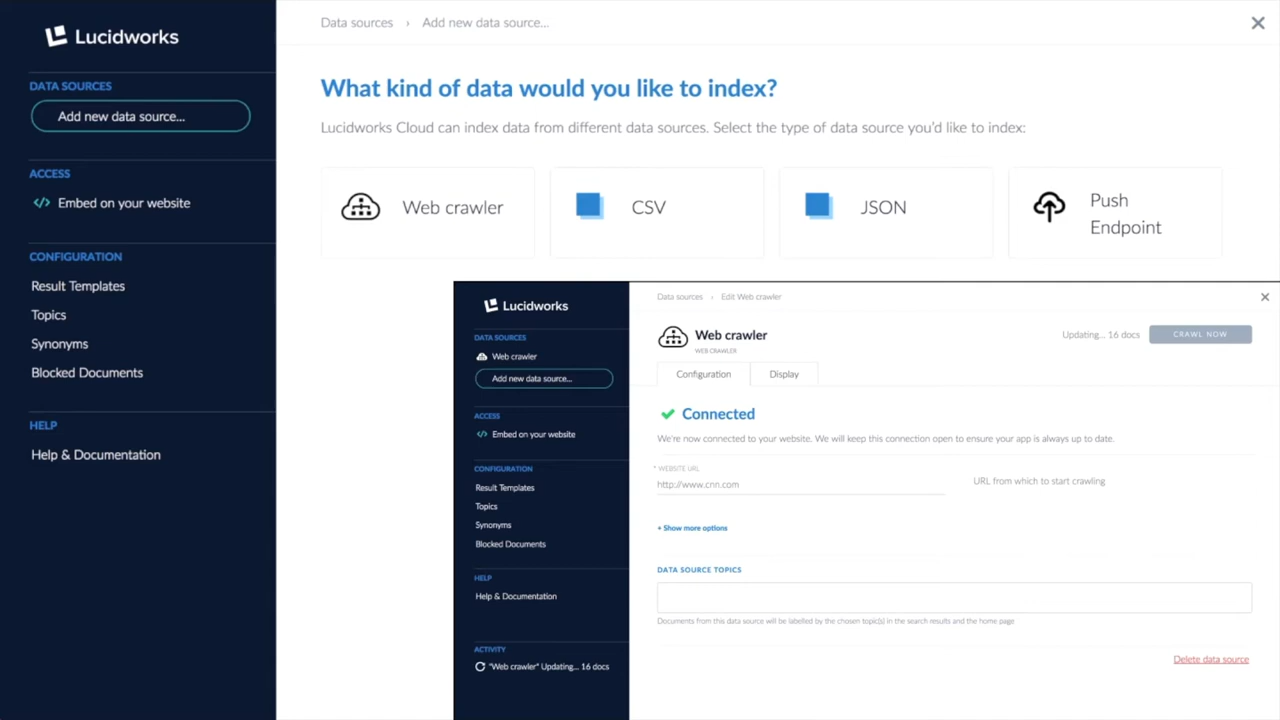 Lucidworks
DATA SOURCES
Add new data source...
ACCESS
</> Embed on your website
CONFIGURATION
Result Templates
Topics
Synonyms
Blocked Documents
HELP
Help & Documentation
Data sources › Add new data source...
What kind of data would you like to index?
Lucidworks Cloud can index data from different data sources. Select the type of data source you'd like to index:
Web crawler
CSV
JSON
Push
Endpoint
Lucidworks
DATA SOURCES
Web crawler
Add new data source...
ACCESS
</> Embed on your website
CONFIGURATION
Result Templates
Topics
Synonyms
Blocked Documents
HELP
Help & Documentation
ACTIVITY
"Web crawler" Updating... 16 docs
Data sources › Edit Web crawler
Web crawler
WEB CRAWLER
Updating... 16 docs
CRAWL NOW
Configuration
Display
Connected
We're now connected to your website. We will keep this connection open to ensure your app is always up to date.
* WEBSITE URL
http://www.cnn.com
URL from which to start crawling
+ Show more options
DATA SOURCE TOPICS
Documents from this data source will be labelled by the chosen topic(s) in the search results and the home page
Delete data source